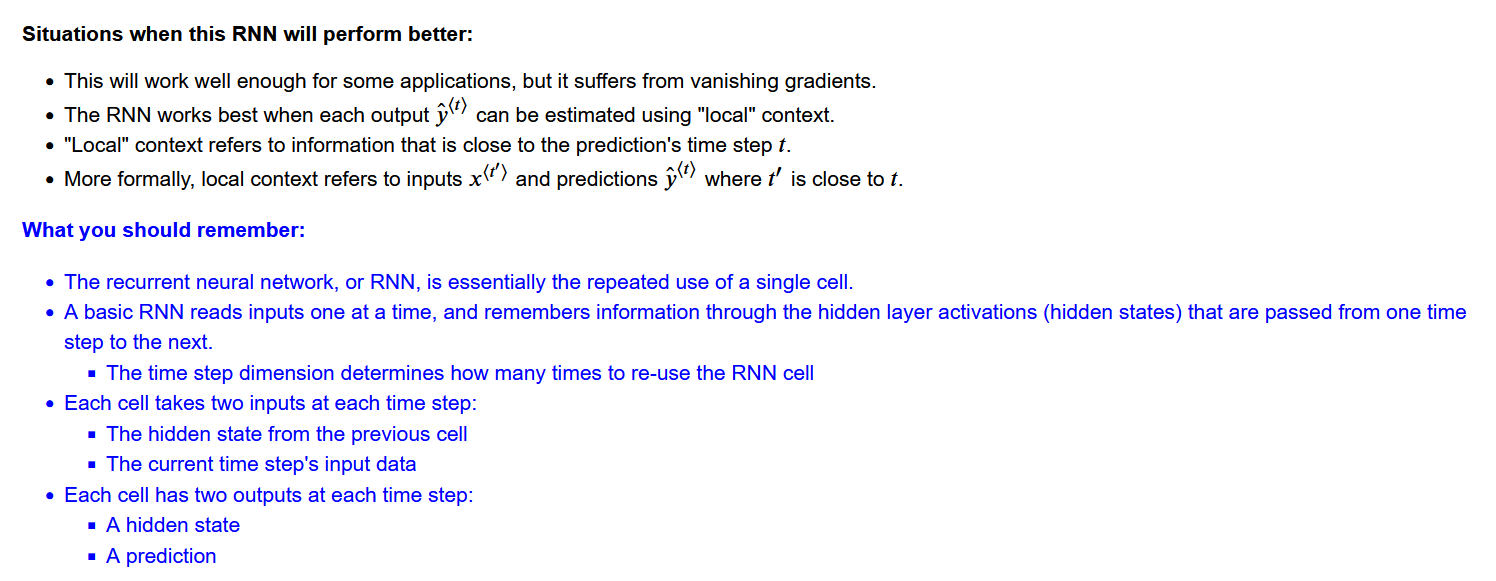 Situations when this RNN will perform better:
• This will work well enough for some applications, but it suffers from vanishing gradients.
• The RNN works best when each output ŷ⟨t⟩ can be estimated using "local" context.
• "Local" context refers to information that is close to the prediction's time step t.
• More formally, local context refers to inputs x⟨t′⟩ and predictions ŷ⟨t⟩ where t′ is close to t.
What you should remember:
• The recurrent neural network, or RNN, is essentially the repeated use of a single cell.
• A basic RNN reads inputs one at a time, and remembers information through the hidden layer activations (hidden states) that are passed from one time
step to the next.
▪ The time step dimension determines how many times to re-use the RNN cell
• Each cell takes two inputs at each time step:
▪ The hidden state from the previous cell
▪ The current time step's input data
• Each cell has two outputs at each time step:
▪ A hidden state
▪ A prediction